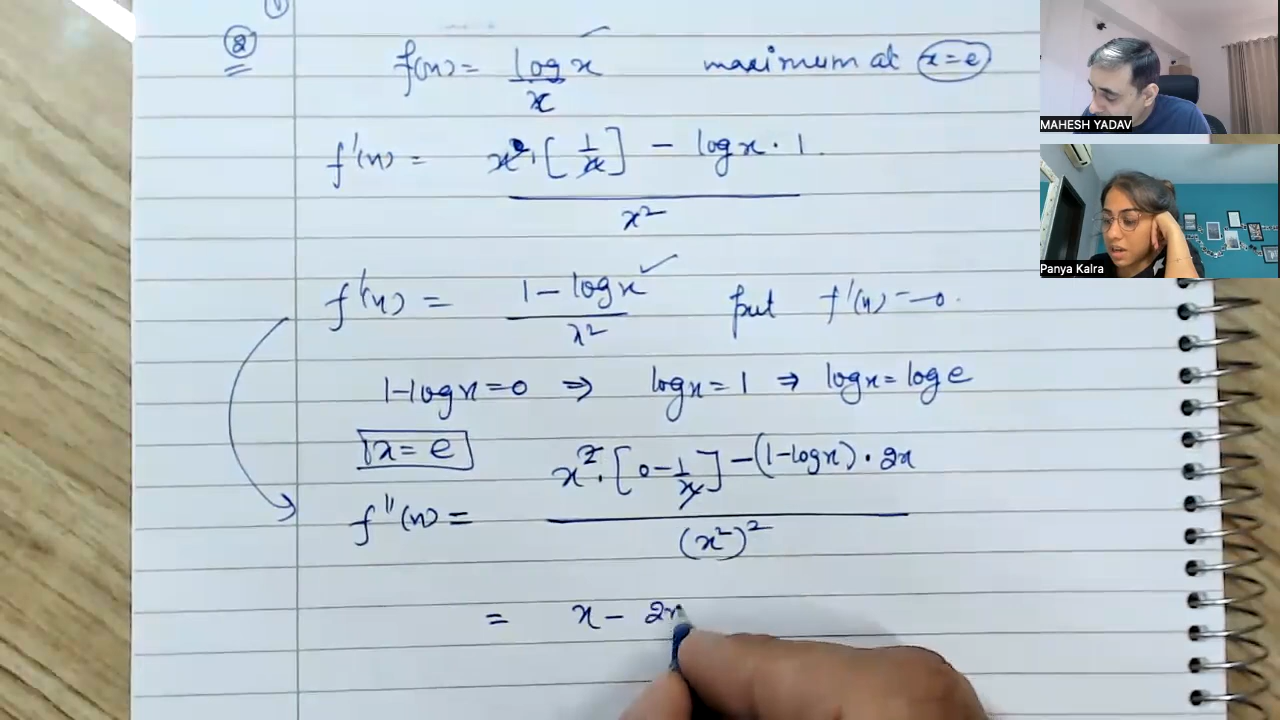 ② f(x) = log x / x maximum at x = e
f'(x) = x · [1/x] - log x · 1 / x²
f'(x) = 1 - log x / x² put f'(x) = 0.
1 - log x = 0 ⇒ log x = 1 ⇒ log x = log e
x = e
f''(x) = x² · [0 - 1/x] - (1 - log x) · 2x / (x²)²
= x - 2x
MAHESH YADAV
Panya Kalra